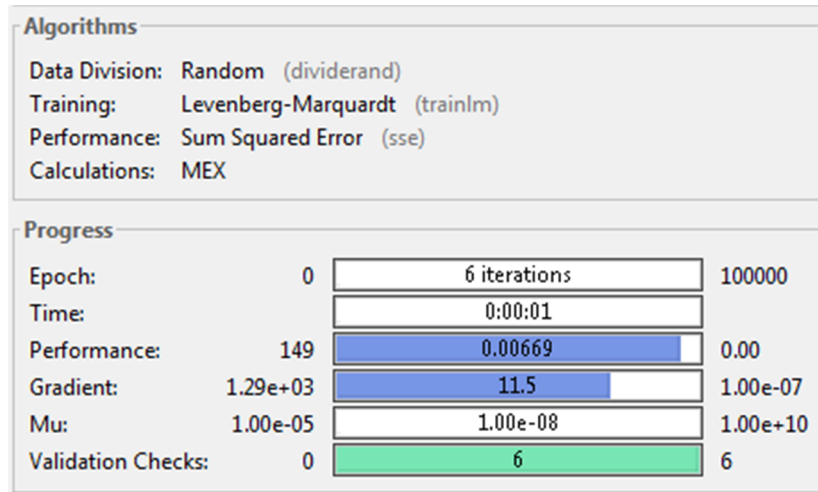 Algorithms
Data Division: Random (dividerand)
Training: Levenberg-Marquardt (trainlm)
Performance: Sum Squared Error (sse)
Calculations: MEX
Progress
Epoch: 0 6 iterations 100000
Time: 0:00:01
Performance: 149 0.00669 0.00
Gradient: 1.29e+03 11.5 1.00e-07
Mu: 1.00e-05 1.00e-08 1.00e+10
Validation Checks: 0 6 6